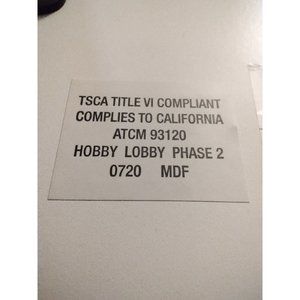 TSCA TITLE VI COMPLIANT
COMPLIES TO CALIFORNIA
ATCM 93120
HOBBY LOBBY PHASE 2
0720 MDF